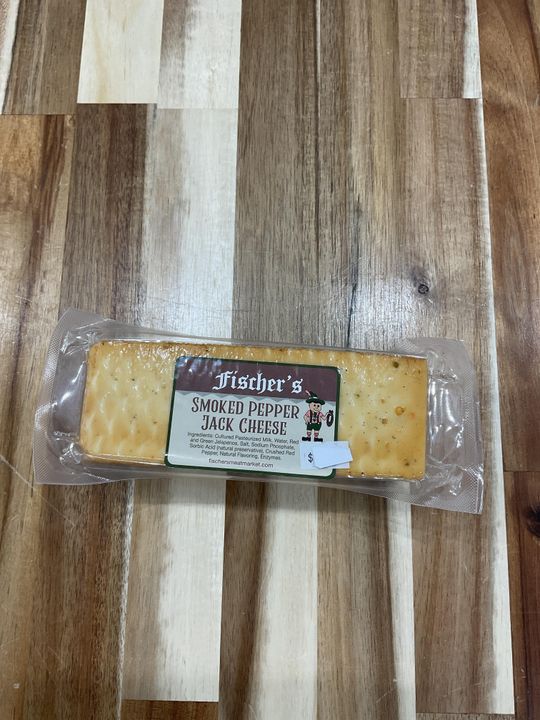 Fischer's
SMOKED PEPPER
JACK CHEESE
Ingredients: Cultured Pasteurized Milk, Water, Red
and Green Jalapenos, Salt, Sodium Phosphate,
Sorbic Acid (natural preservative), Crushed Red
Pepper, Natural Flavoring, Enzymes.
fischersmeatmarket.com
$